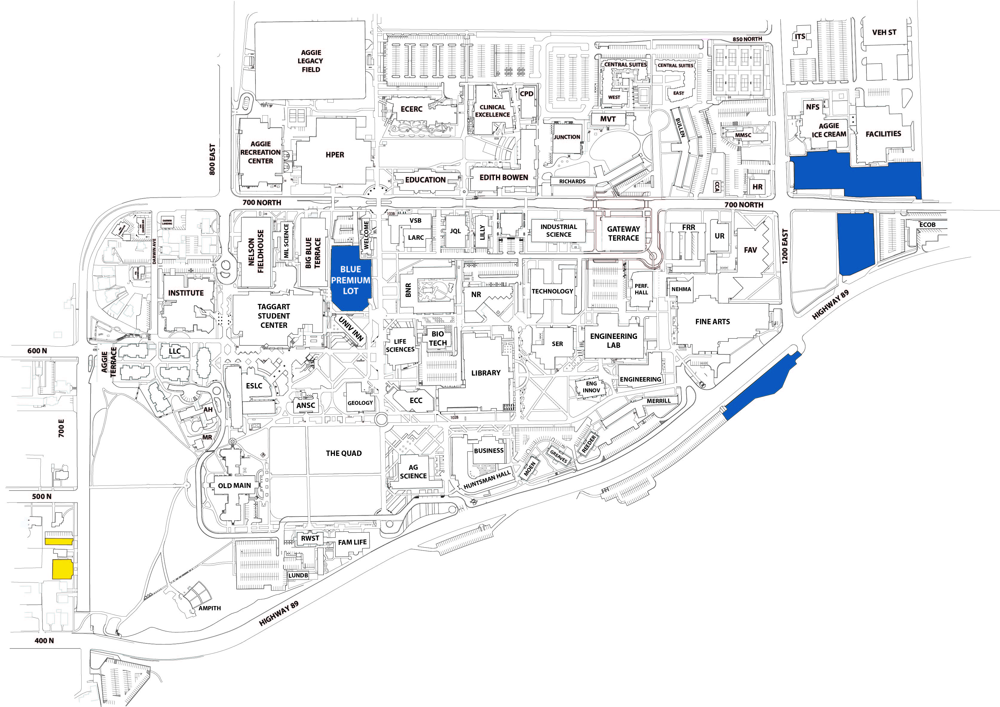 850 NORTH
ITS
VEH ST
AGGIE
LEGACY
FIELD
CENTRAL SUITES
WEST
CENTRAL SUITES
EAST
CPD
ECERC
CLINICAL
EXCELLENCE
MVT
BULLEN
MMSC
NFS
AGGIE
ICE CREAM
FACILITIES
JUNCTION
800 EAST
AGGIE
RECREATION
CENTER
HPER
EDUCATION
EDITH BOWEN
RICHARDS
CCA
HR
700 NORTH
700 NORTH
DARWIN
LANDING
DARWIN AVE
NELSON
FIELDHOUSE
MIL SCIENCE
BIG BLUE
TERRACE
WELCOME
103B
VSB
LARC
JQL
LILLY
INDUSTRIAL
SCIENCE
GATEWAY
TERRACE
FRR
UR
FAV
1200 EAST
ECOB
BLUE
PREMIUM
LOT
INSTITUTE
BNR
NR
TECHNOLOGY
PERF.
HALL
NEHMA
HIGHWAY 89
TAGGART
STUDENT
CENTER
UNIV INN
LIFE
SCIENCES
BIO
TECH
SER
ENGINEERING
LAB
FINE ARTS
600 N
AGGIE
TERRACE
LLC
LIBRARY
ESLC
ENG
INNOV
ENGINEERING
ANSC
GEOLOGY
ECC
MERRILL
AH
MR
102B
700 E
THE QUAD
BUSINESS
REEDER
GREAVES
MOEN
AG
SCIENCE
HUNTSMAN HALL
OLD MAIN
500 N
RWST
FAM LIFE
LUNDB
AMPITH
HIGHWAY 89
400 N